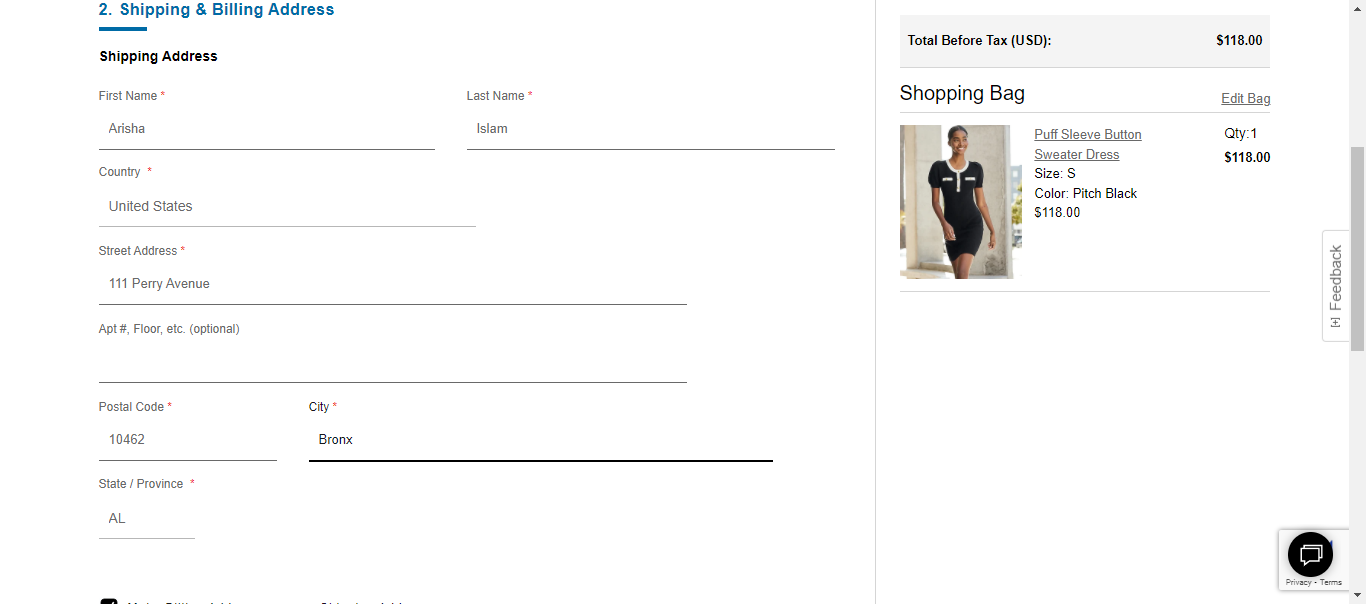 2. Shipping & Billing Address
Shipping Address
First Name *
Last Name *
Arisha
Islam
Country *
United States
Street Address *
111 Perry Avenue
Apt #, Floor, etc. (optional)
Postal Code *
City *
10462
Bronx
State / Province *
AL
Total Before Tax (USD): $118.00
Shopping Bag
Edit Bag
Puff Sleeve Button
Sweater Dress
Size: S
Color: Pitch Black
$118.00
Qty:1
$118.00
[+] Feedback
Privacy - Terms